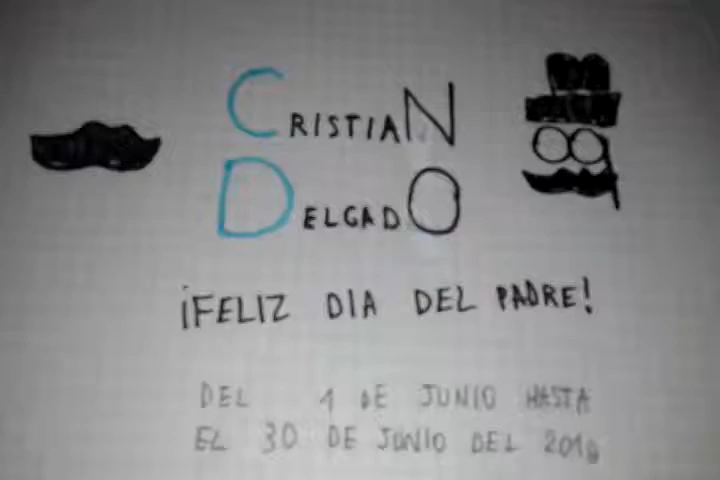 CRISTIAN
DELGADO
¡FELIZ DIA DEL PADRE!
DEL 1 DE JUNIO HASTA
EL 30 DE JUNIO DEL